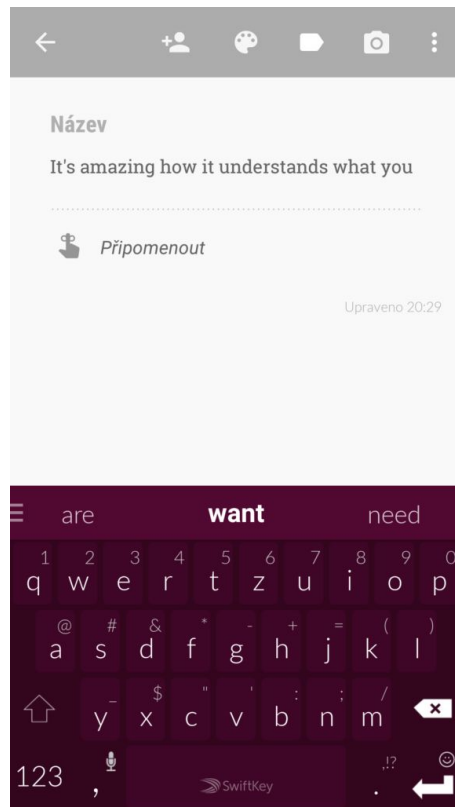 Název
It's amazing how it understands what you
Připomenout
Upraveno 20:29
are want need
1 2 3 4 5 6 7 8 9 0
q w e r t z u i o p
@ # & * - + = ( )
a s d f g h j k l
_ $ " ' : ; /
y x c v b n m
123 , SwiftKey . ,!?